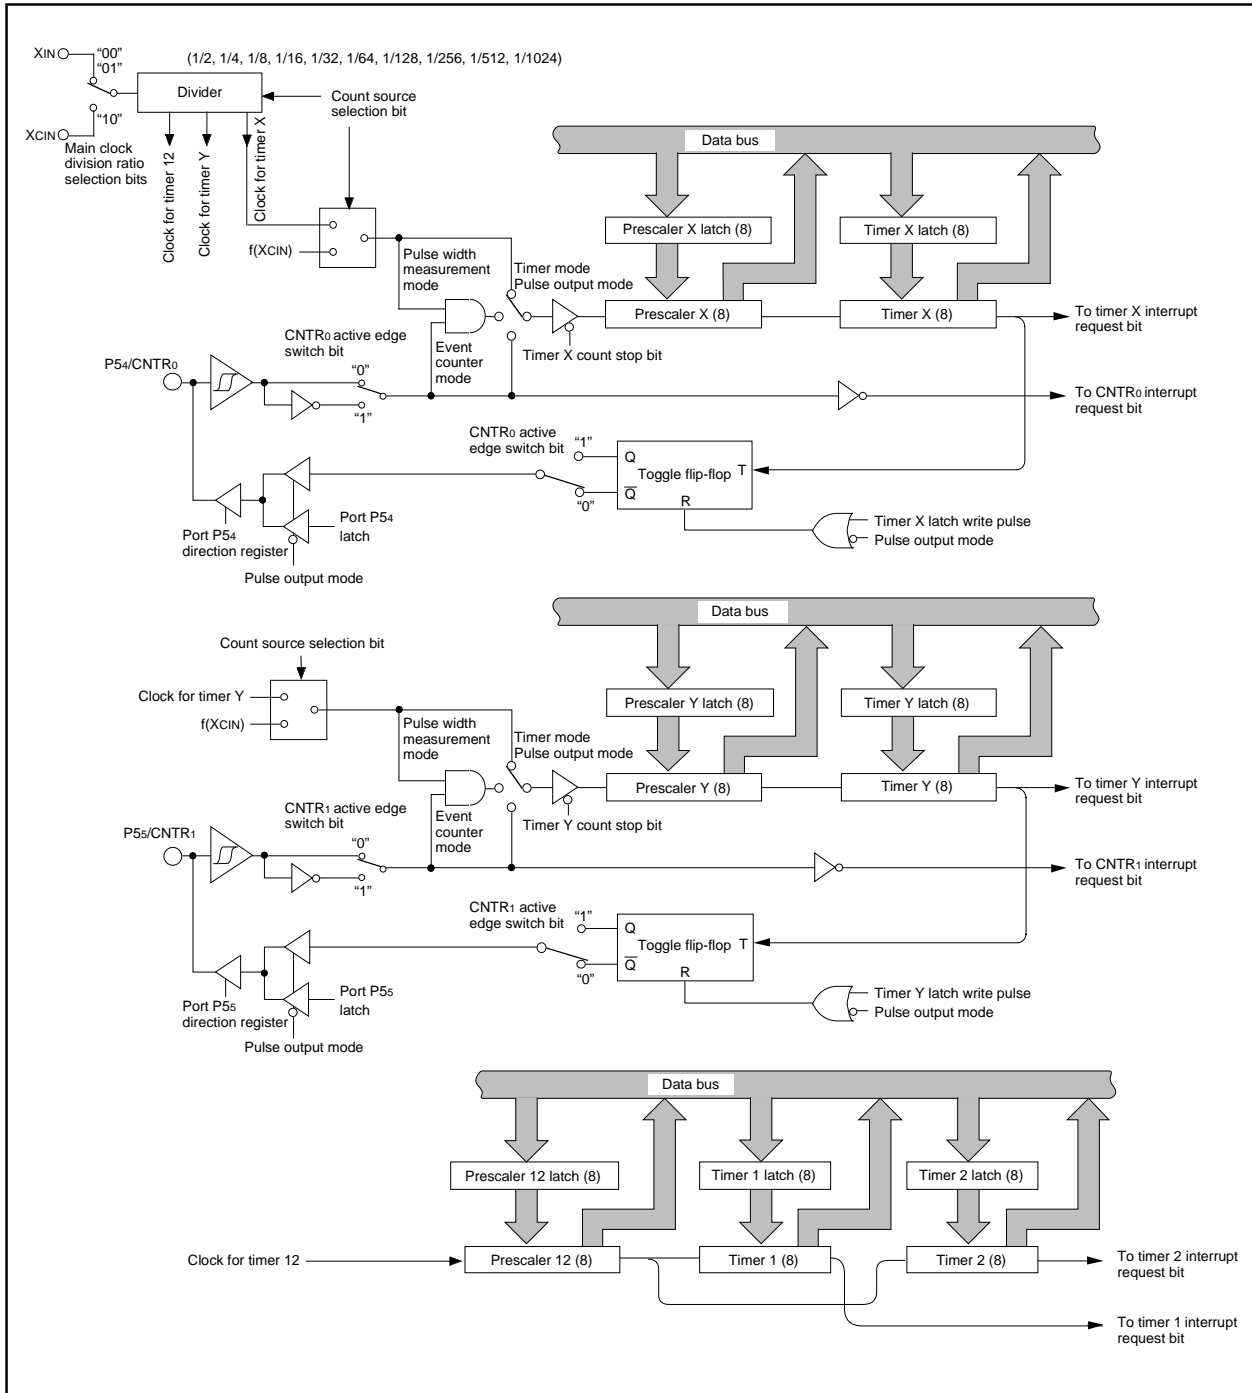 XIN
"00"
"01"
(1/2, 1/4, 1/8, 1/16, 1/32, 1/64, 1/128, 1/256, 1/512, 1/1024)
Divider
Count source
selection bit
XCIN
"10"
Main clock
division ratio
selection bits
Clock for timer 12
Clock for timer Y
Clock for timer X
Data bus
f(XCIN)
Prescaler X latch (8)
Timer X latch (8)
Pulse width
measurement
mode
Timer mode
Pulse output mode
Prescaler X (8)
Timer X (8)
To timer X interrupt
request bit
CNTR0 active edge
switch bit
Event
counter
mode
Timer X count stop bit
P54/CNTR0
"0"
"1"
To CNTR0 interrupt
request bit
CNTR0 active
edge switch bit
"1"
Q
Toggle flip-flop
T
Q
"0"
R
Port P54
latch
Port P54
direction register
Pulse output mode
Timer X latch write pulse
Pulse output mode
Data bus
Count source selection bit
Clock for timer Y
f(XCIN)
Prescaler Y latch (8)
Timer Y latch (8)
Pulse width
measurement
mode
Timer mode
Pulse output mode
Prescaler Y (8)
Timer Y (8)
To timer Y interrupt
request bit
CNTR1 active edge
switch bit
Event
counter
mode
Timer Y count stop bit
P55/CNTR1
"0"
"1"
To CNTR1 interrupt
request bit
CNTR1 active
edge switch bit
"1"
Q
Toggle flip-flop
T
Q
"0"
R
Port P55
latch
Port P55
direction register
Pulse output mode
Timer Y latch write pulse
Pulse output mode
Data bus
Prescaler 12 latch (8)
Timer 1 latch (8)
Timer 2 latch (8)
Clock for timer 12
Prescaler 12 (8)
Timer 1 (8)
Timer 2 (8)
To timer 2 interrupt
request bit
To timer 1 interrupt
request bit